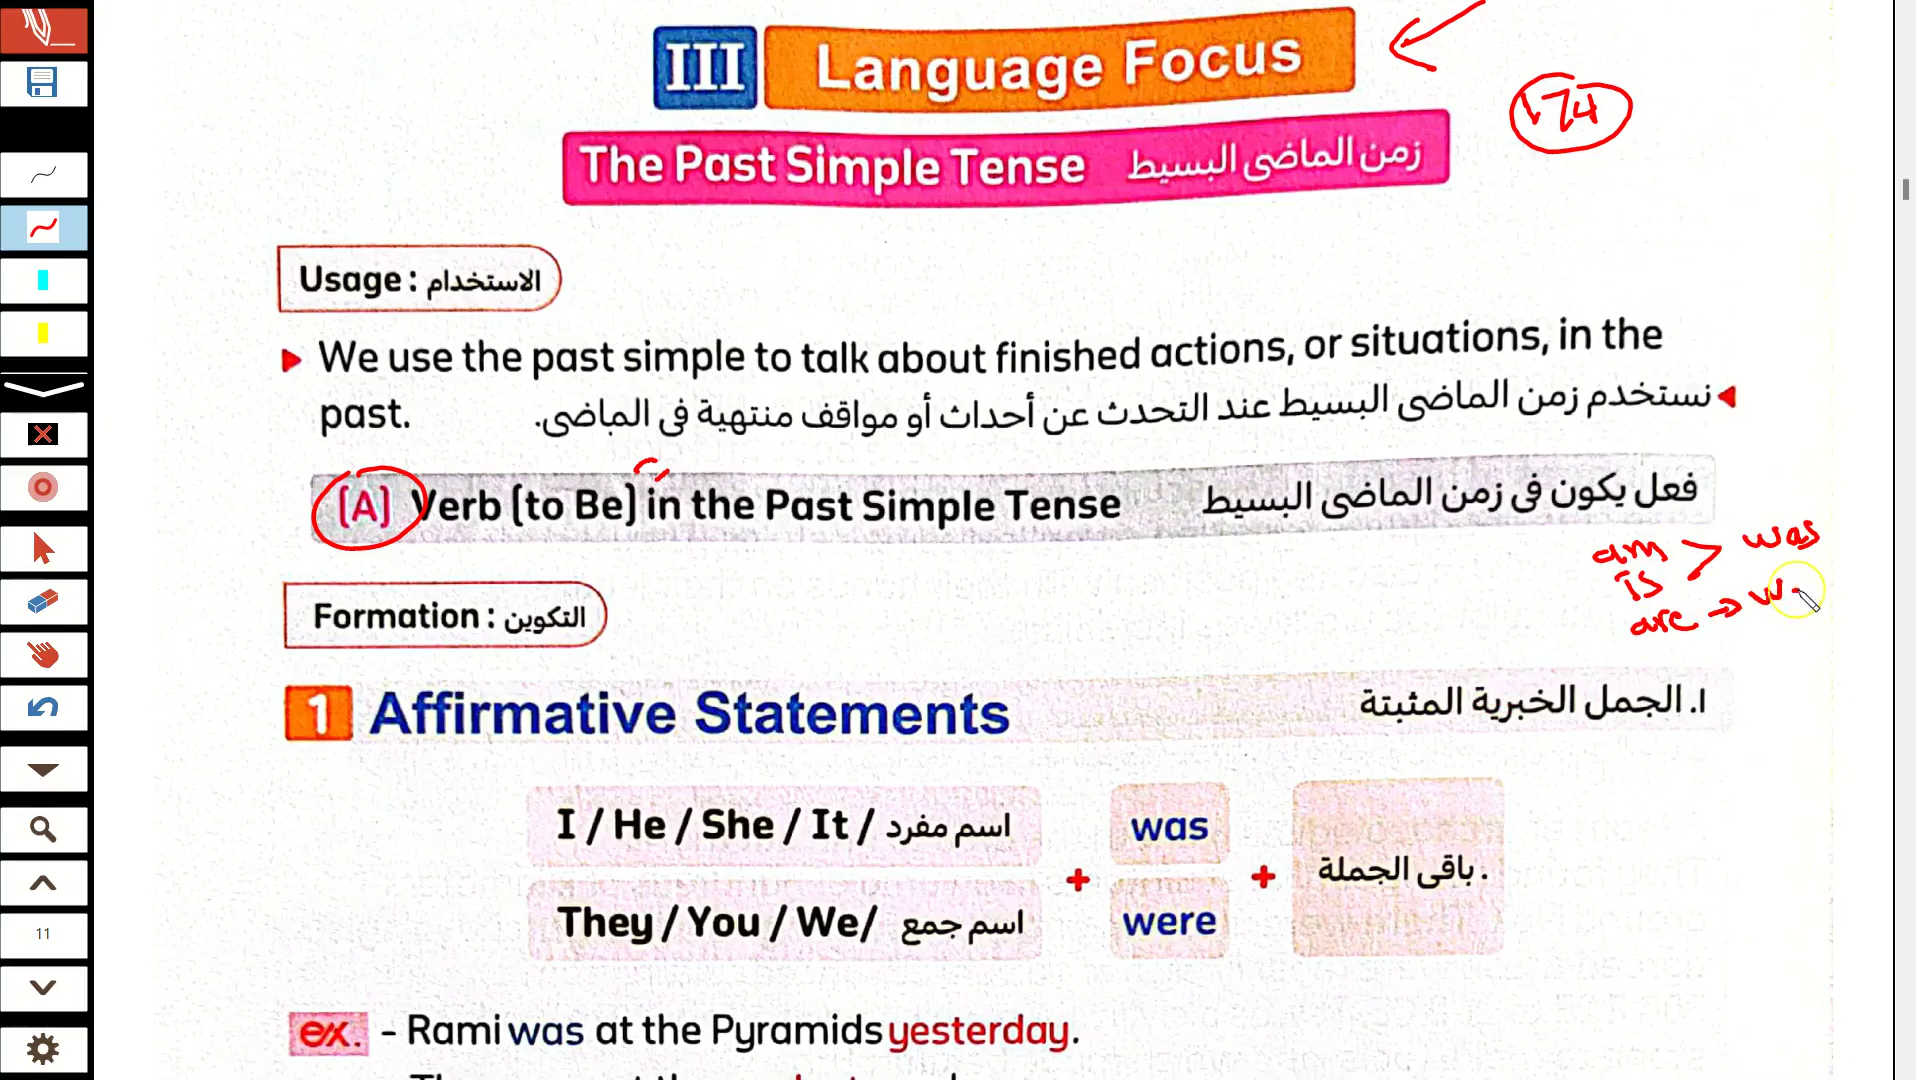 III Language Focus
174
The Past Simple Tense زمن الماضى البسيط
Usage : الاستخدام
We use the past simple to talk about finished actions, or situations, in the
past. نستخدم زمن الماضى البسيط عند التحدث عن أحداث أو مواقف منتهية فى الماضى.
(A) Verb (to Be) in the Past Simple Tense فعل يكون فى زمن الماضى البسيط
am > was
is
are → w
Formation : التكوين
1 Affirmative Statements ١. الجمل الخبرية المثبتة
I / He / She / It / اسم مفرد was
+ + باقى الجملة .
They / You / We/ اسم جمع were
ex. - Rami was at the Pyramids yesterday.
11